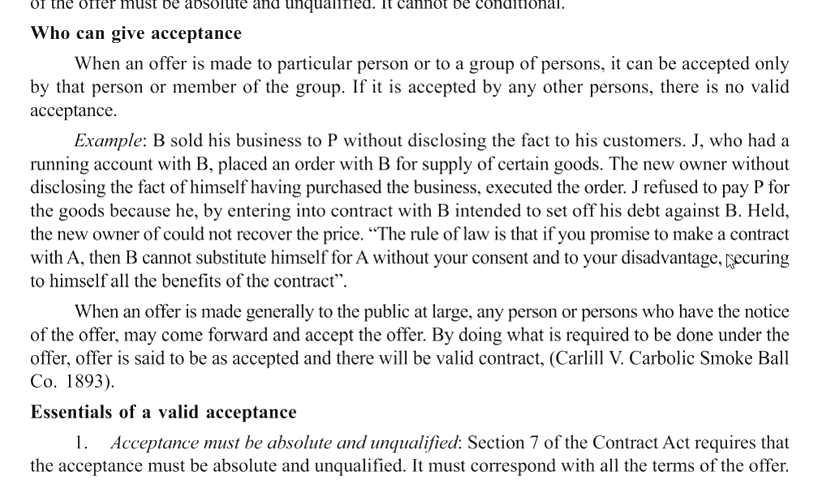 of the offer must be absolute and unqualified. It cannot be conditional.
Who can give acceptance
When an offer is made to particular person or to a group of persons, it can be accepted only
by that person or member of the group. If it is accepted by any other persons, there is no valid
acceptance.
Example: B sold his business to P without disclosing the fact to his customers. J, who had a
running account with B, placed an order with B for supply of certain goods. The new owner without
disclosing the fact of himself having purchased the business, executed the order. J refused to pay P for
the goods because he, by entering into contract with B intended to set off his debt against B. Held,
the new owner of could not recover the price. “The rule of law is that if you promise to make a contract
with A, then B cannot substitute himself for A without your consent and to your disadvantage, securing
to himself all the benefits of the contract”.
When an offer is made generally to the public at large, any person or persons who have the notice
of the offer, may come forward and accept the offer. By doing what is required to be done under the
offer, offer is said to be as accepted and there will be valid contract, (Carlill V. Carbolic Smoke Ball
Co. 1893).
Essentials of a valid acceptance
1. Acceptance must be absolute and unqualified: Section 7 of the Contract Act requires that
the acceptance must be absolute and unqualified. It must correspond with all the terms of the offer.